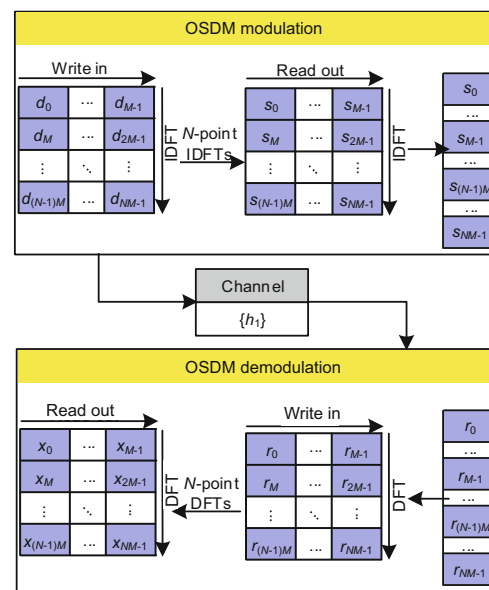 OSDM modulation
Write in
Read out
d0 ... dM-1
dM ... d2M-1
⋮ ⋱ ⋮
d(N-1)M ... dNM-1
IDFT
N-point
IDFTs
s0 ... sM-1
sM ... s2M-1
⋮ ⋱ ⋮
s(N-1)M ... sNM-1
IDFT
s0
...
sM-1
...
s(N-1)M
...
sNM-1
Channel
{h1}
OSDM demodulation
Read out
Write in
x0 ... xM-1
xM ... x2M-1
⋮ ⋱ ⋮
x(N-1)M ... xNM-1
DFT
N-point
DFTs
r0 ... rM-1
rM ... r2M-1
⋮ ⋱ ⋮
r(N-1)M ... rNM-1
DFT
r0
...
rM-1
...
r(N-1)M
...
rNM-1